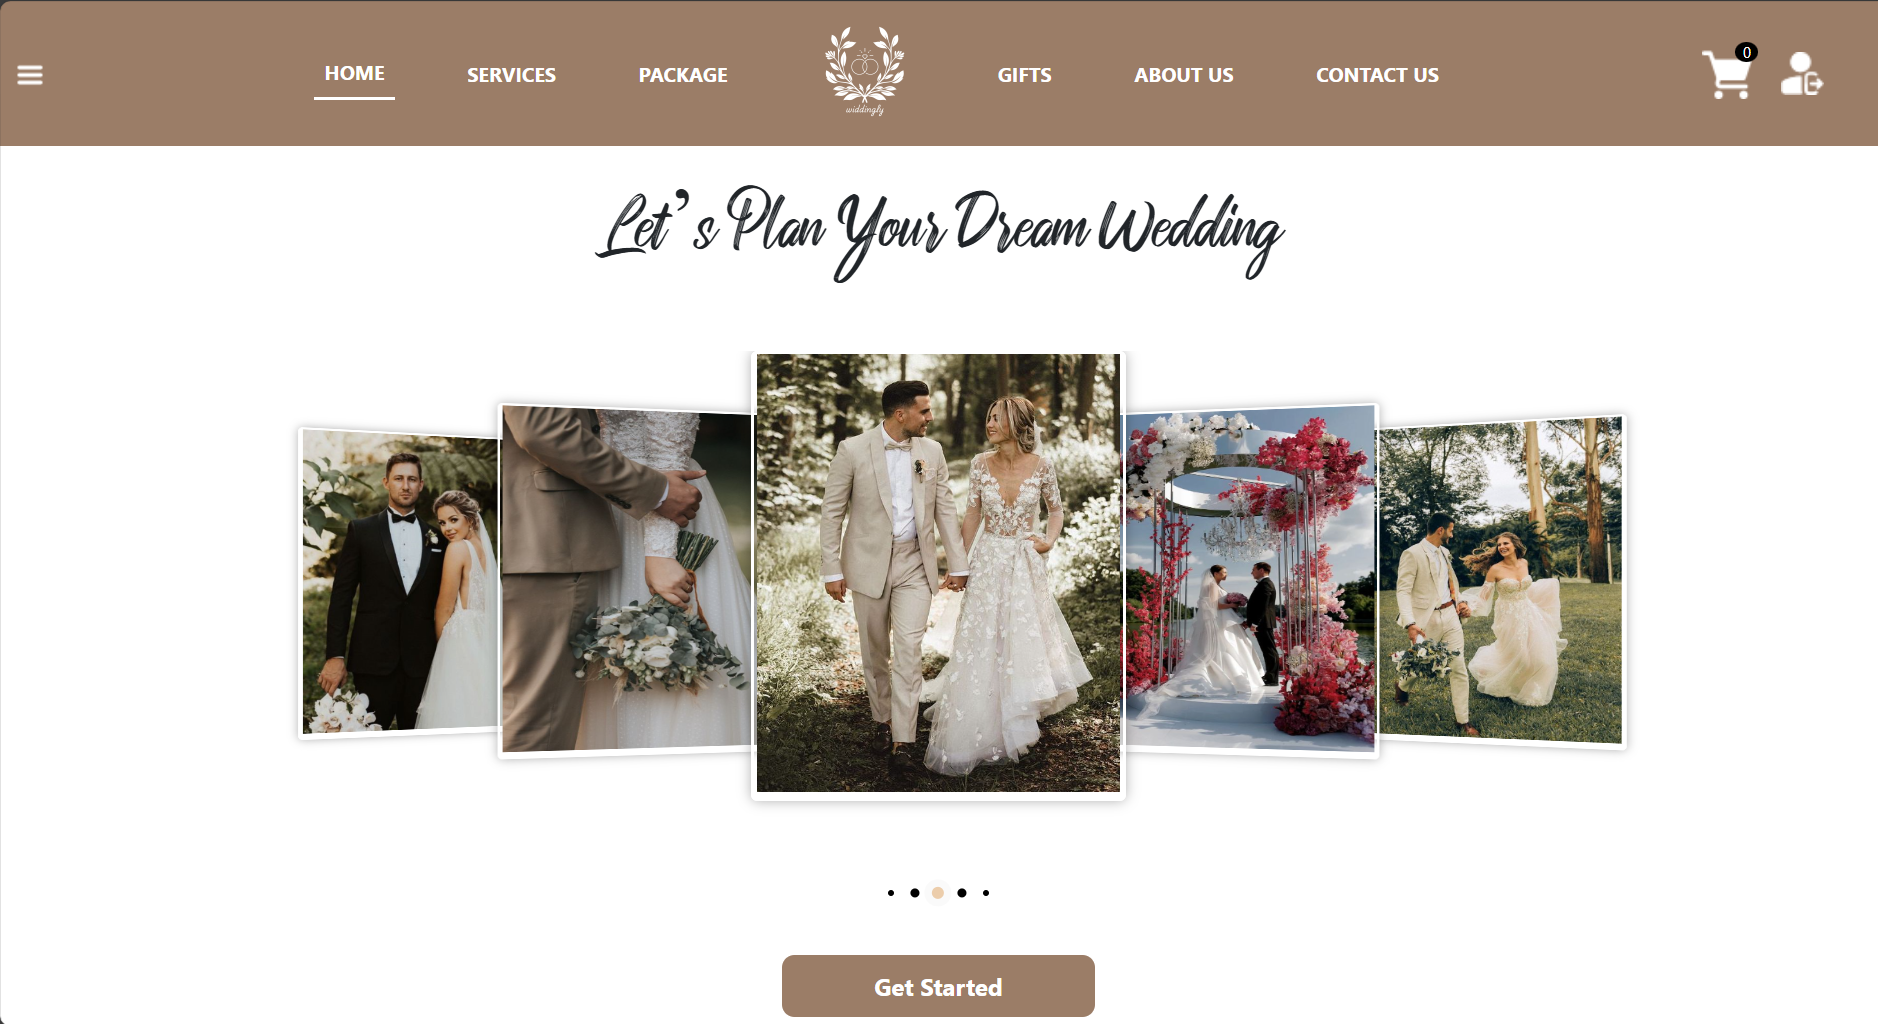 HOME
SERVICES
PACKAGE
widdingly
GIFTS
ABOUT US
CONTACT US
0
Let's Plan Your Dream Wedding
Get Started